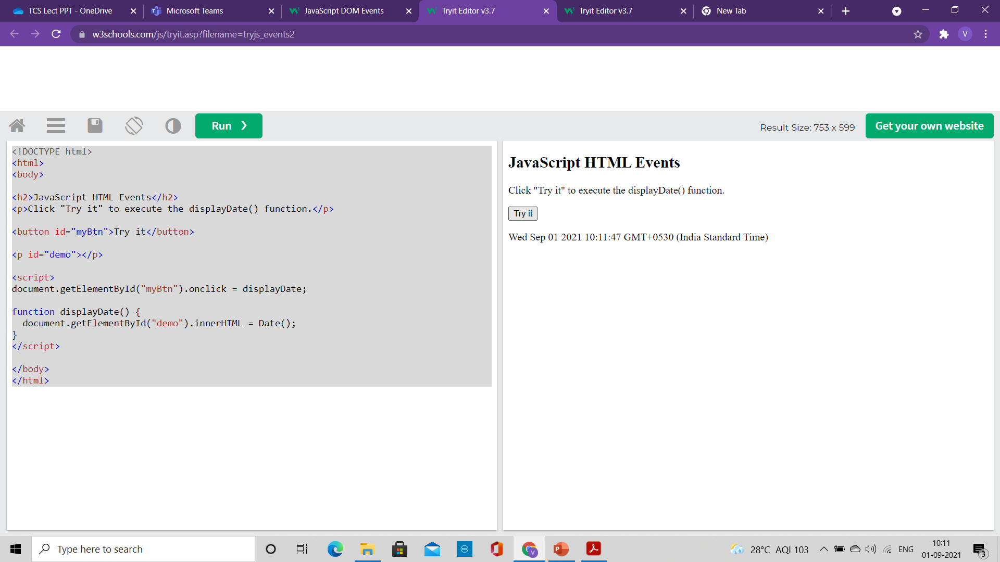 TCS Lect PPT - OneDrive
Microsoft Teams
JavaScript DOM Events
Tryit Editor v3.7
Tryit Editor v3.7
New Tab
w3schools.com/js/tryit.asp?filename=tryjs_events2
V
Run ❯
Result Size: 753 x 599
Get your own website
<!DOCTYPE html>
<html>
<body>
<h2>JavaScript HTML Events</h2>
<p>Click "Try it" to execute the displayDate() function.</p>
<button id="myBtn">Try it</button>
<p id="demo"></p>
<script>
document.getElementById("myBtn").onclick = displayDate;
function displayDate() {
  document.getElementById("demo").innerHTML = Date();
}
</script>
</body>
</html>
JavaScript HTML Events
Click "Try it" to execute the displayDate() function.
Try it
Wed Sep 01 2021 10:11:47 GMT+0530 (India Standard Time)
Type here to search
28°C AQI 103
ENG
10:11
01-09-2021
3